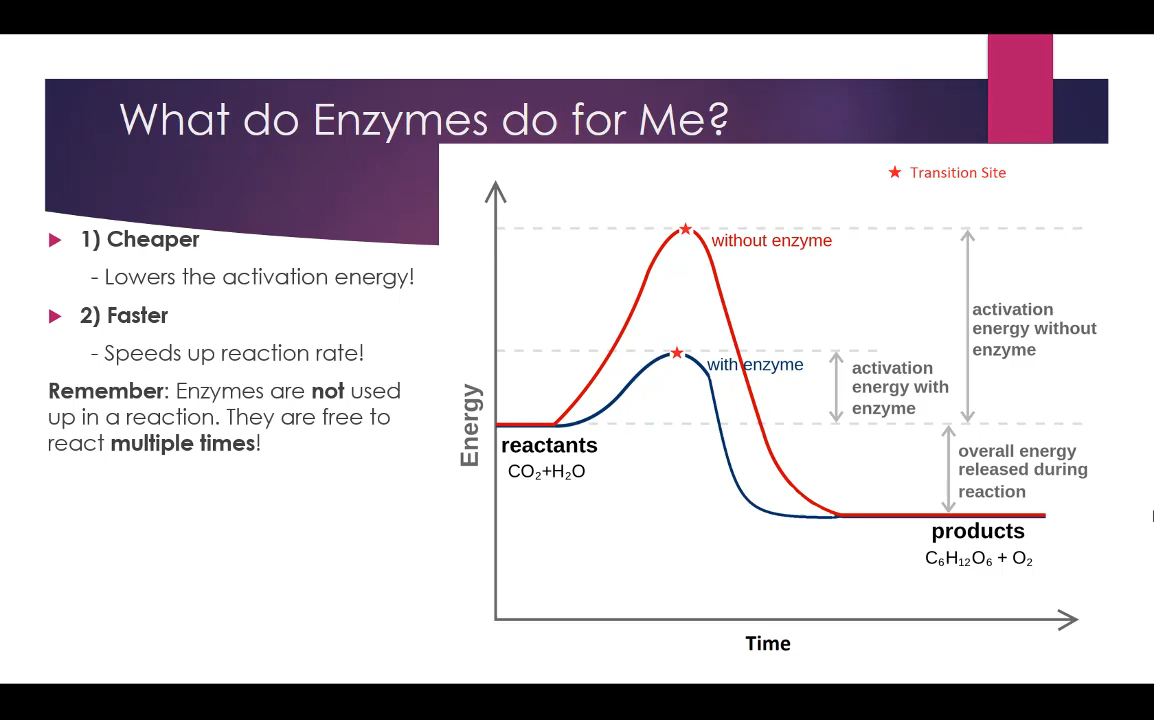 What do Enzymes do for Me?
1) Cheaper
- Lowers the activation energy!
2) Faster
- Speeds up reaction rate!
Remember: Enzymes are not used
up in a reaction. They are free to
react multiple times!
★ Transition Site
without enzyme
with enzyme
activation
energy without
enzyme
activation
energy with
enzyme
Energy
reactants
CO₂+H₂O
overall energy
released during
reaction
products
C₆H₁₂O₆ + O₂
Time